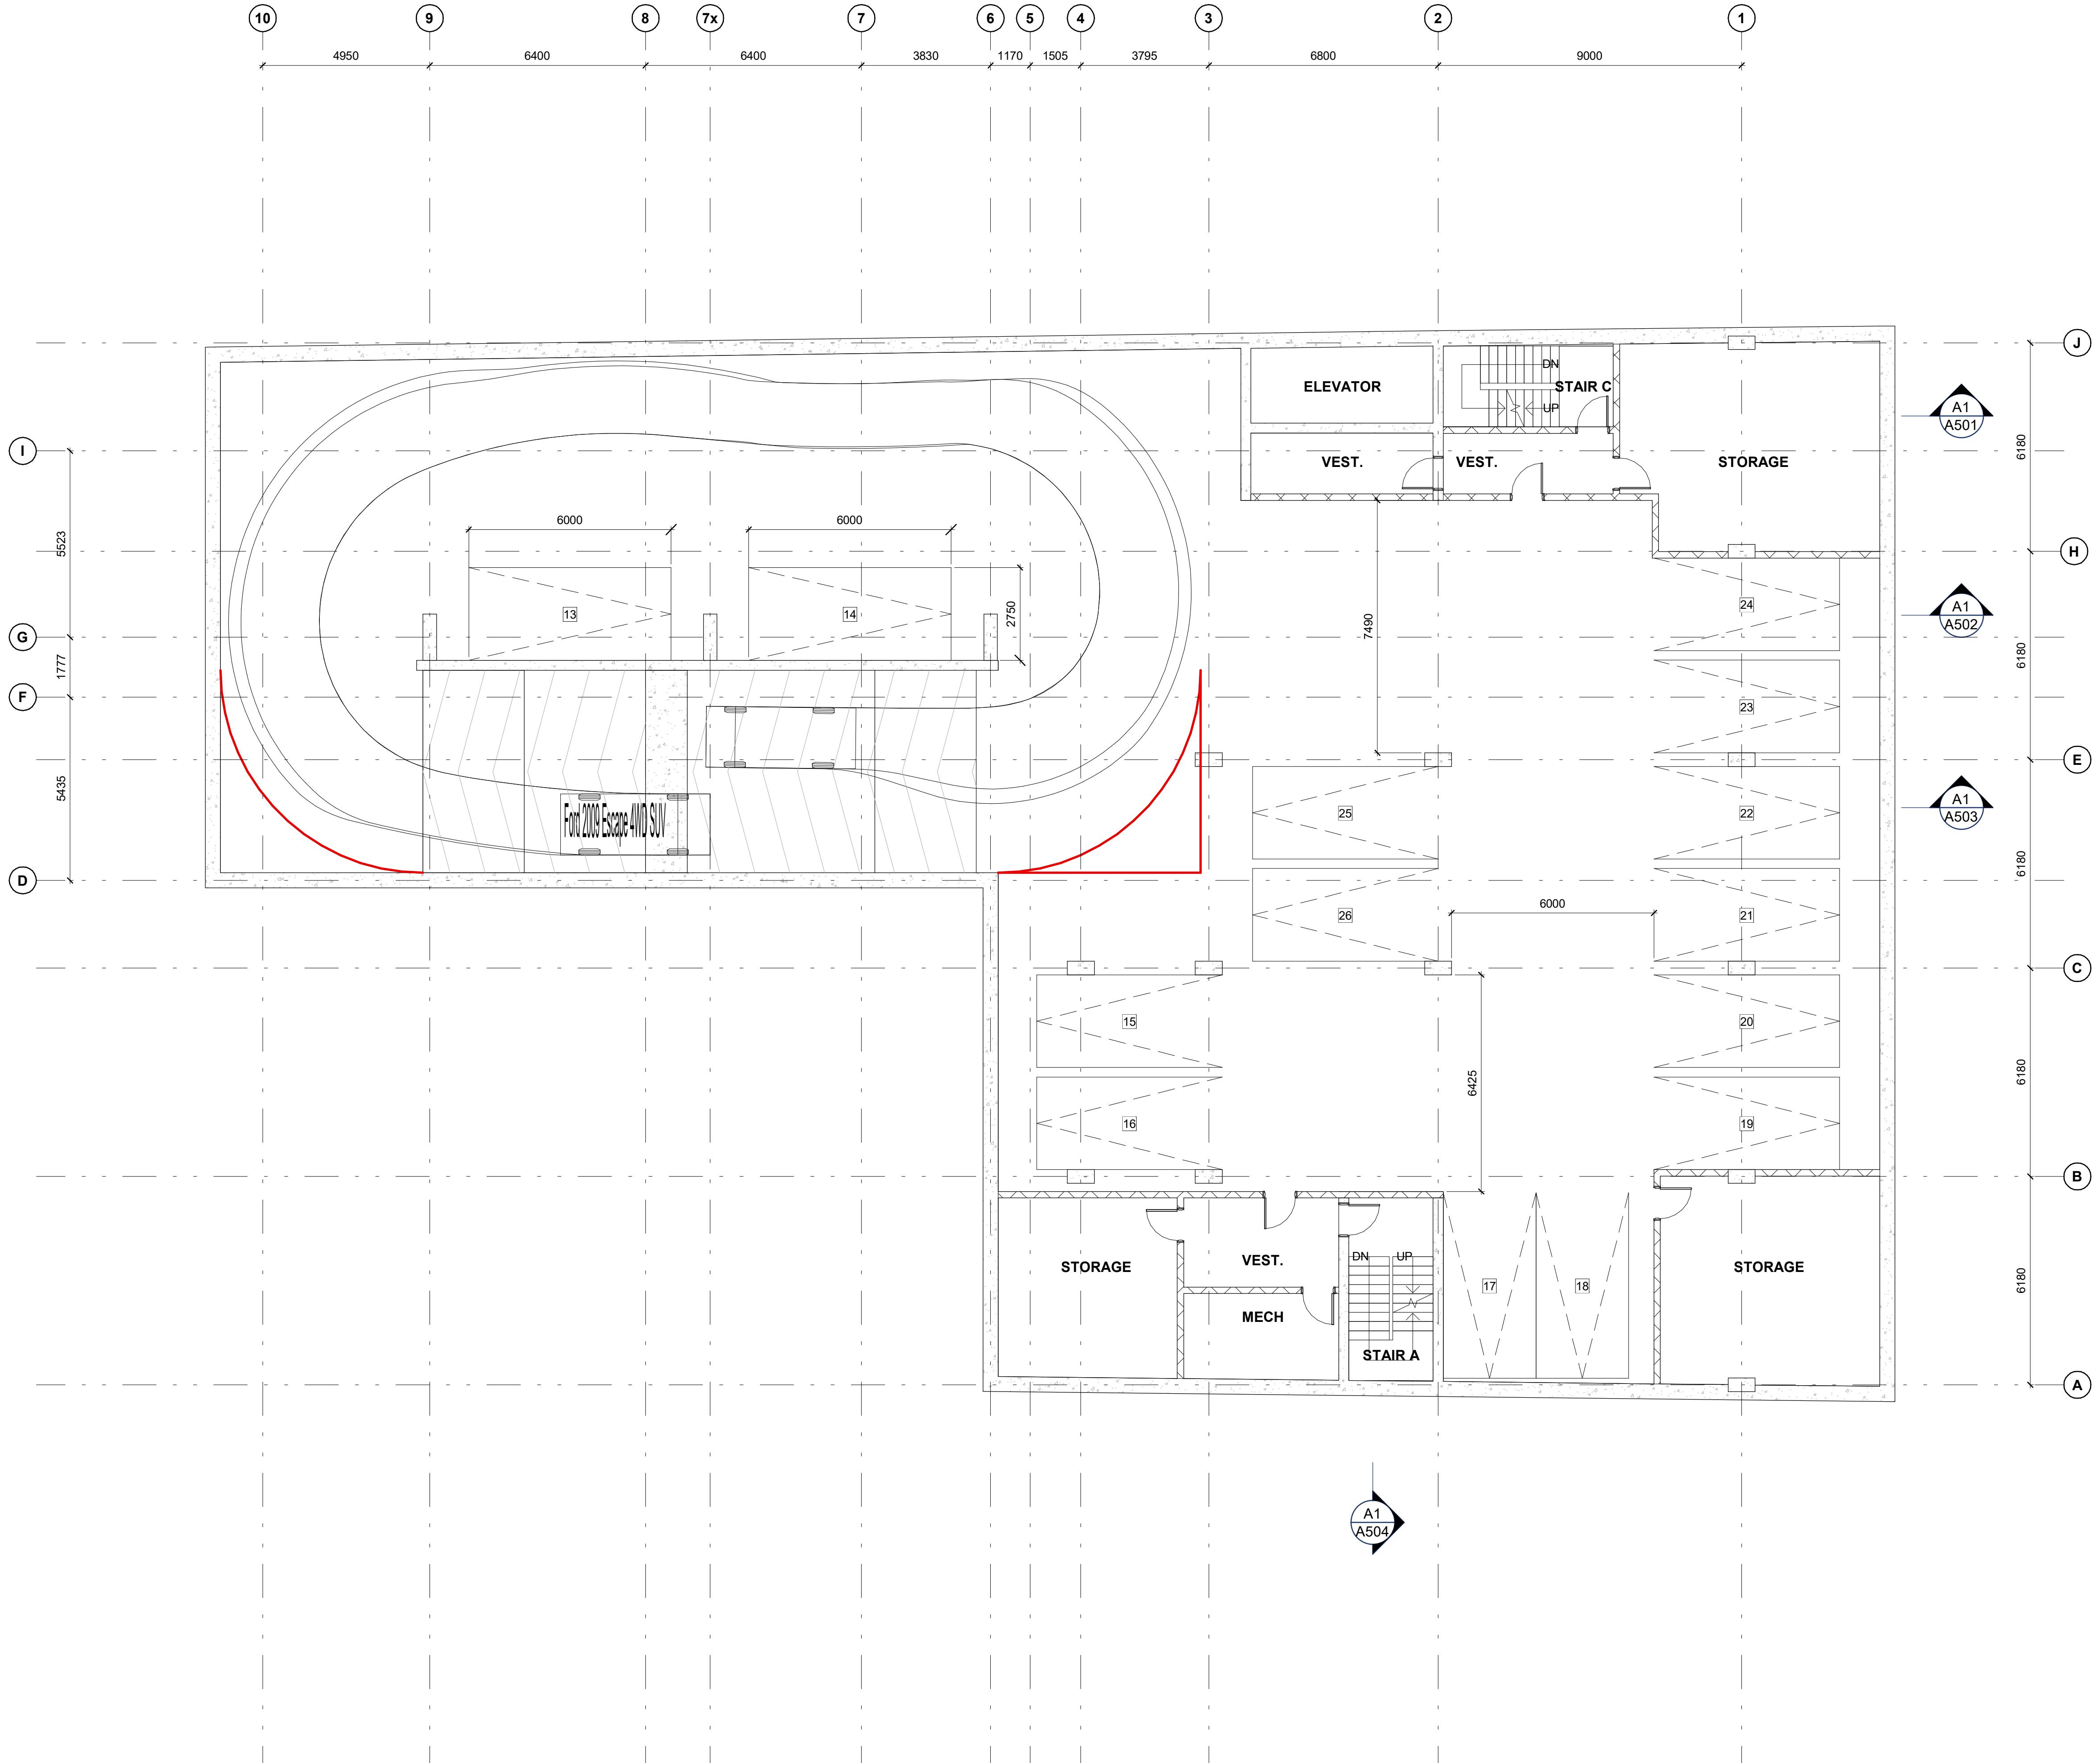 10 9 8 7x 7 6 5 4 3 2 1
4950 6400 6400 3830 1170 1505 3795 6800 9000
J
DN
ELEVATOR STAIR C
A1
A501
UP
I
6180
VEST. VEST. STORAGE
6000 6000
5523
H
24
A1
A502
13 14
2750
7490
G
6180
1777
F
23
E
5435
Ford 2009 Escape 4WD SUV
25 22
A1
A503
6180
D
6000
26 21
C
15 20
6425
6180
16 19
B
DN UP
STORAGE VEST. STORAGE
17 18
6180
MECH
STAIR A
A
A1
A504